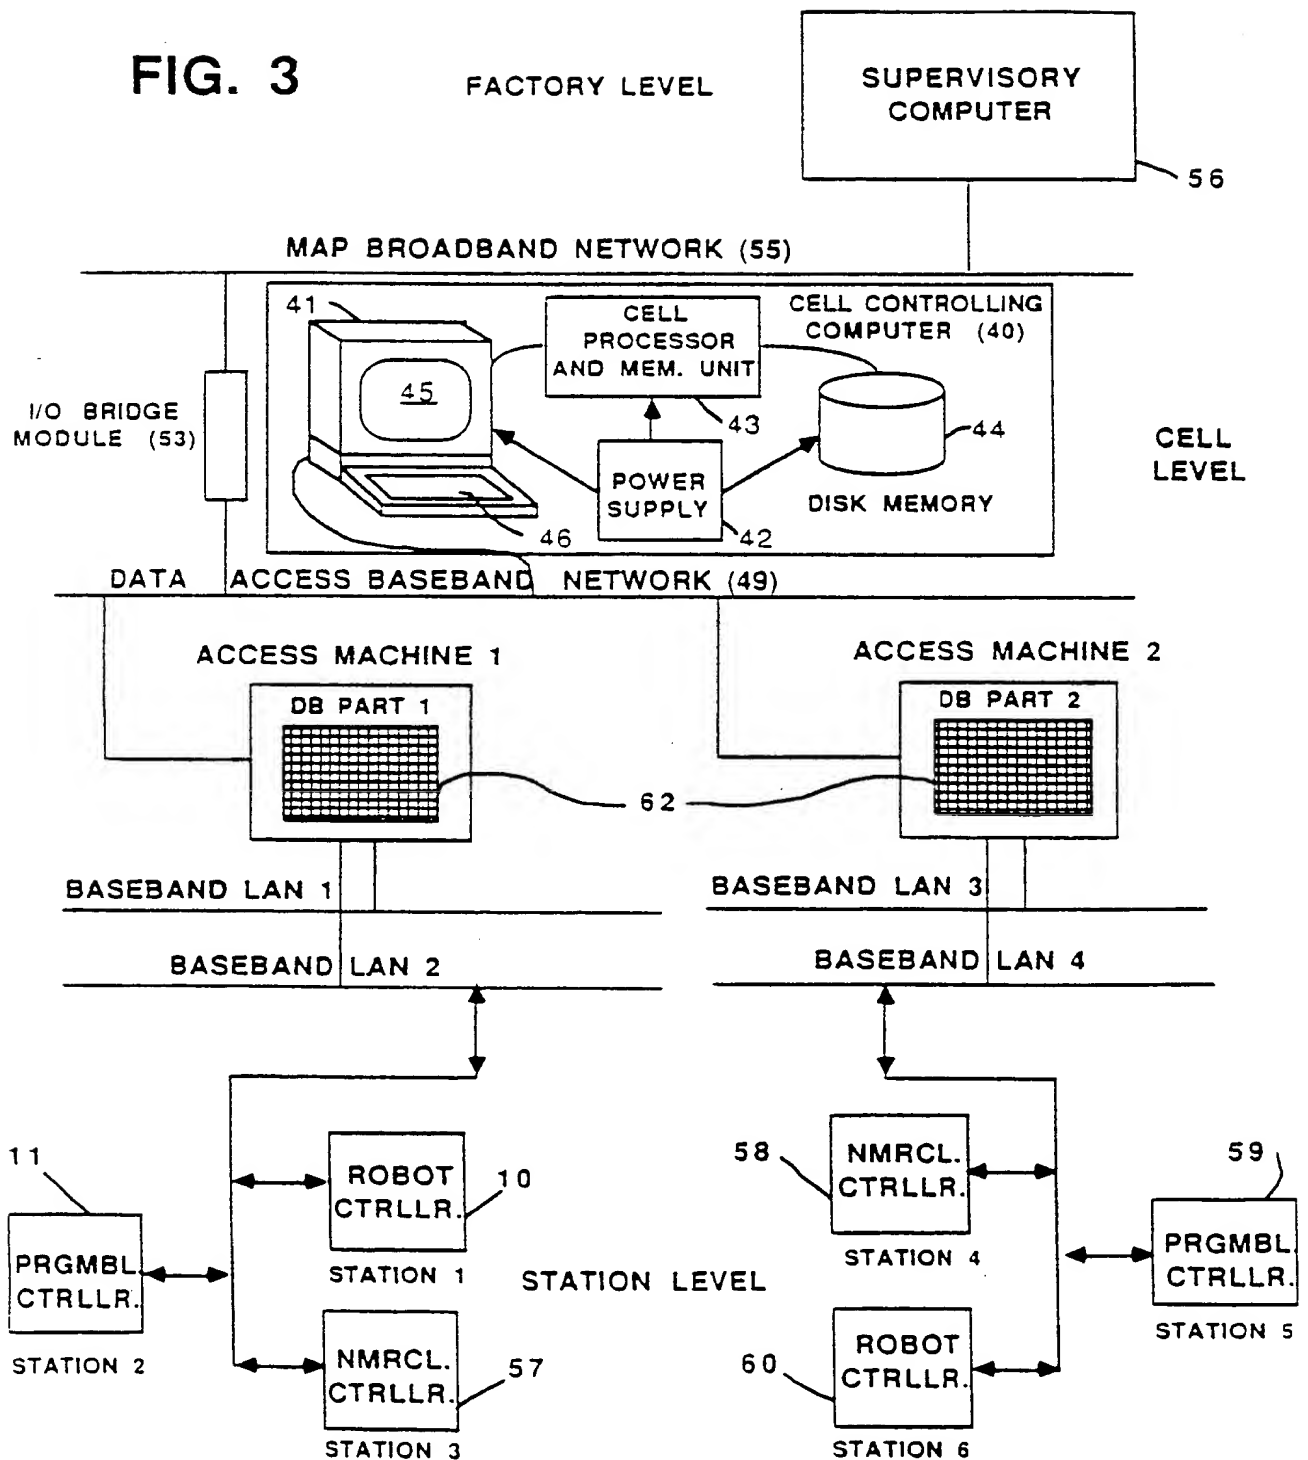 FIG. 3
FACTORY LEVEL
SUPERVISORY
COMPUTER
56
MAP BROADBAND NETWORK (55)
41
CELL
PROCESSOR
AND MEM. UNIT
CELL CONTROLLING
COMPUTER (40)
45
43
44
I/O BRIDGE
MODULE (53)
CELL
LEVEL
POWER
SUPPLY
DISK MEMORY
46
42
DATA ACCESS BASEBAND NETWORK (49)
ACCESS MACHINE 1
ACCESS MACHINE 2
DB PART 1
DB PART 2
62
BASEBAND LAN 1
BASEBAND LAN 3
BASEBAND LAN 2
BASEBAND LAN 4
11
10
58
59
ROBOT
CTRLLR.
NMRCL.
CTRLLR.
PRGMBL.
CTRLLR.
STATION 1
STATION 4
PRGMBL.
CTRLLR.
STATION LEVEL
STATION 2
STATION 5
NMRCL.
CTRLLR.
57
60
ROBOT
CTRLLR.
STATION 3
STATION 6